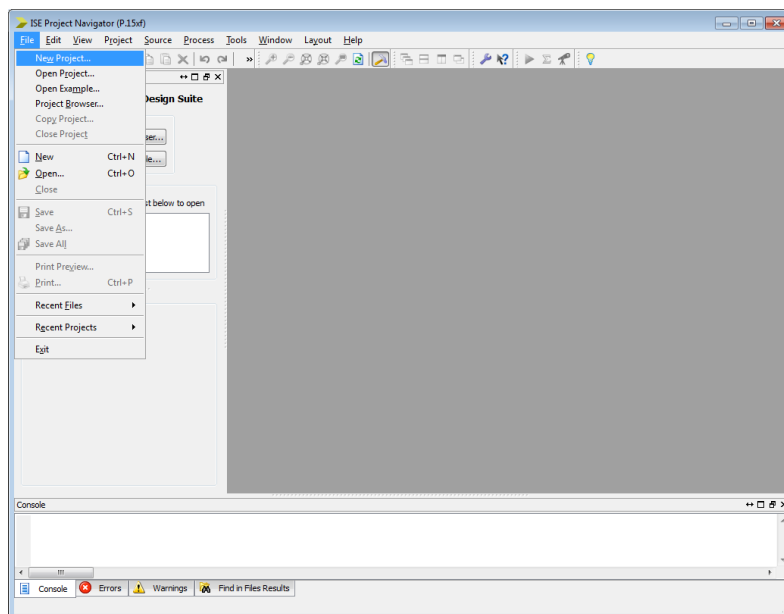 ISE Project Navigator (P.15xf)
File Edit View Project Source Process Tools Window Layout Help
New Project...
Open Project...
Open Example...
Project Browser...
Copy Project...
Close Project
New Ctrl+N
Open... Ctrl+O
Close
Save Ctrl+S
Save As...
Save All
Print Preview...
Print... Ctrl+P
Recent Files
Recent Projects
Exit
»
Design Suite
ser...
le...
st below to open
Console
Console Errors Warnings Find in Files Results